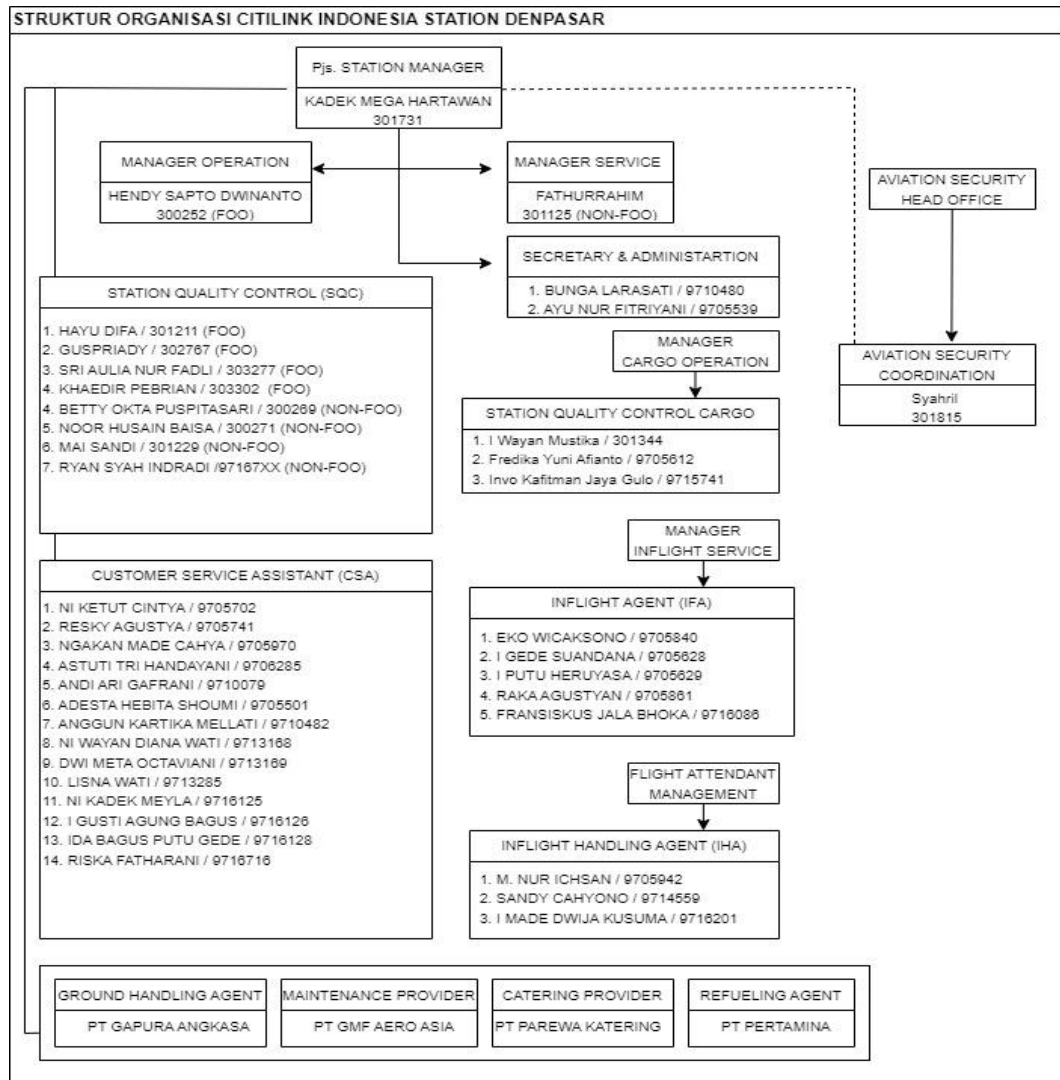 STRUKTUR ORGANISASI CITILINK INDONESIA STATION DENPASAR
Pjs. STATION MANAGER
KADEK MEGA HARTAWAN
301731
MANAGER OPERATION
HENDY SAPTO DWINANTO
300252 (FOO)
MANAGER SERVICE
FATHURRAHIM
301125 (NON-FOO)
AVIATION SECURITY
HEAD OFFICE
SECRETARY & ADMINISTARTION
1. BUNGA LARASATI / 9710480
2. AYU NUR FITRIYANI / 9705539
STATION QUALITY CONTROL (SQC)
1. HAYU DIFA / 301211 (FOO)
2. GUSPRIADY / 302767 (FOO)
3. SRI AULIA NUR FADLI / 303277 (FOO)
4. KHAEDIR PEBRIAN / 303302 (FOO)
4. BETTY OKTA PUSPITASARI / 300269 (NON-FOO)
5. NOOR HUSAIN BAISA / 300271 (NON-FOO)
6. MAI SANDI / 301229 (NON-FOO)
7. RYAN SYAH INDRADI /97167XX (NON-FOO)
MANAGER
CARGO OPERATION
STATION QUALITY CONTROL CARGO
1. I Wayan Mustika / 301344
2. Fredika Yuni Afianto / 9705612
3. Invo Kafitman Jaya Gulo / 9715741
AVIATION SECURITY
COORDINATION
Syahril
301815
MANAGER
INFLIGHT SERVICE
CUSTOMER SERVICE ASSISTANT (CSA)
1. NI KETUT CINTYA / 9705702
2. RESKY AGUSTYA / 9705741
3. NGAKAN MADE CAHYA / 9705970
4. ASTUTI TRI HANDAYANI / 9706285
5. ANDI ARI GAFRANI / 9710079
6. ADESTA HEBITA SHOUMI / 9705501
7. ANGGUN KARTIKA MELLATI / 9710482
8. NI WAYAN DIANA WATI / 9713168
9. DWI META OCTAVIANI / 9713169
10. LISNA WATI / 9713285
11. NI KADEK MEYLA / 9716125
12. I GUSTI AGUNG BAGUS / 9716126
13. IDA BAGUS PUTU GEDE / 9716128
14. RISKA FATHARANI / 9716716
INFLIGHT AGENT (IFA)
1. EKO WICAKSONO / 9705840
2. I GEDE SUANDANA / 9705628
3. I PUTU HERUYASA / 9705629
4. RAKA AGUSTYAN / 9705861
5. FRANSISKUS JALA BHOKA / 9716086
FLIGHT ATTENDANT
MANAGEMENT
INFLIGHT HANDLING AGENT (IHA)
1. M. NUR ICHSAN / 9705942
2. SANDY CAHYONO / 9714559
3. I MADE DWIJA KUSUMA / 9716201
GROUND HANDLING AGENT
PT GAPURA ANGKASA
MAINTENANCE PROVIDER
PT GMF AERO ASIA
CATERING PROVIDER
PT PAREWA KATERING
REFUELING AGENT
PT PERTAMINA